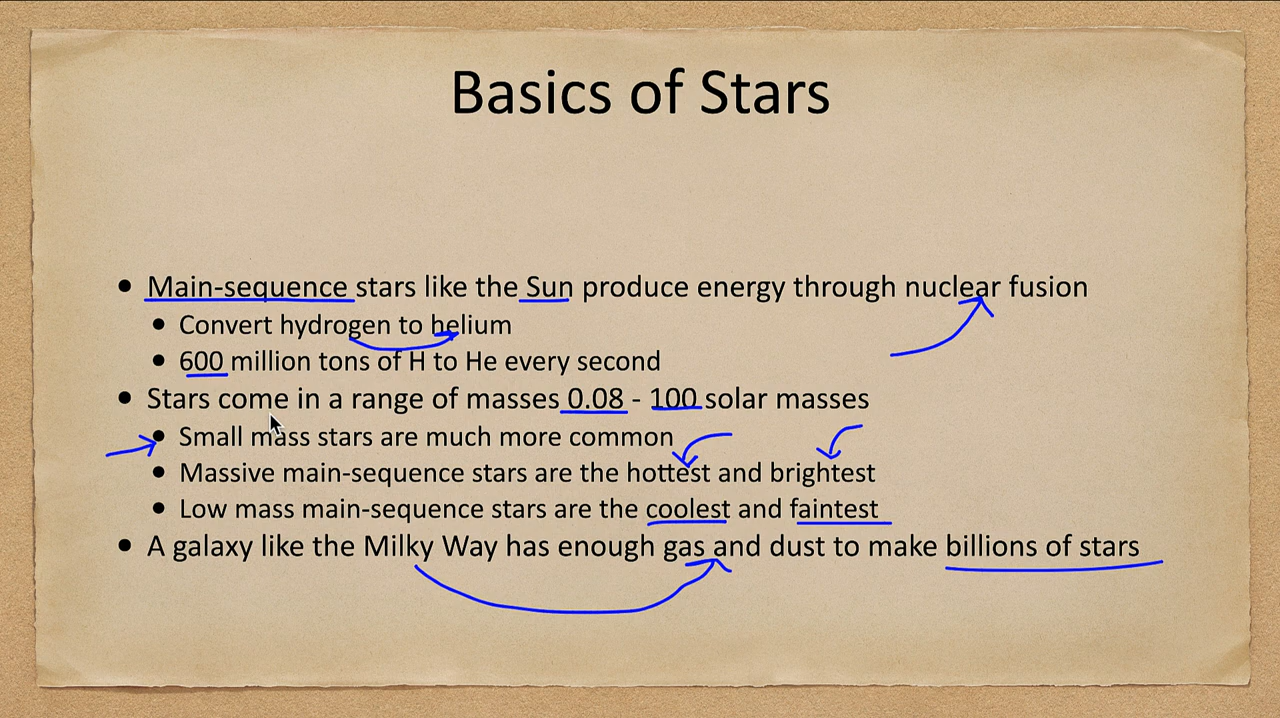 Basics of Stars
• Main-sequence stars like the Sun produce energy through nuclear fusion
• Convert hydrogen to helium
• 600 million tons of H to He every second
• Stars come in a range of masses 0.08 - 100 solar masses
• Small mass stars are much more common
• Massive main-sequence stars are the hottest and brightest
• Low mass main-sequence stars are the coolest and faintest
• A galaxy like the Milky Way has enough gas and dust to make billions of stars